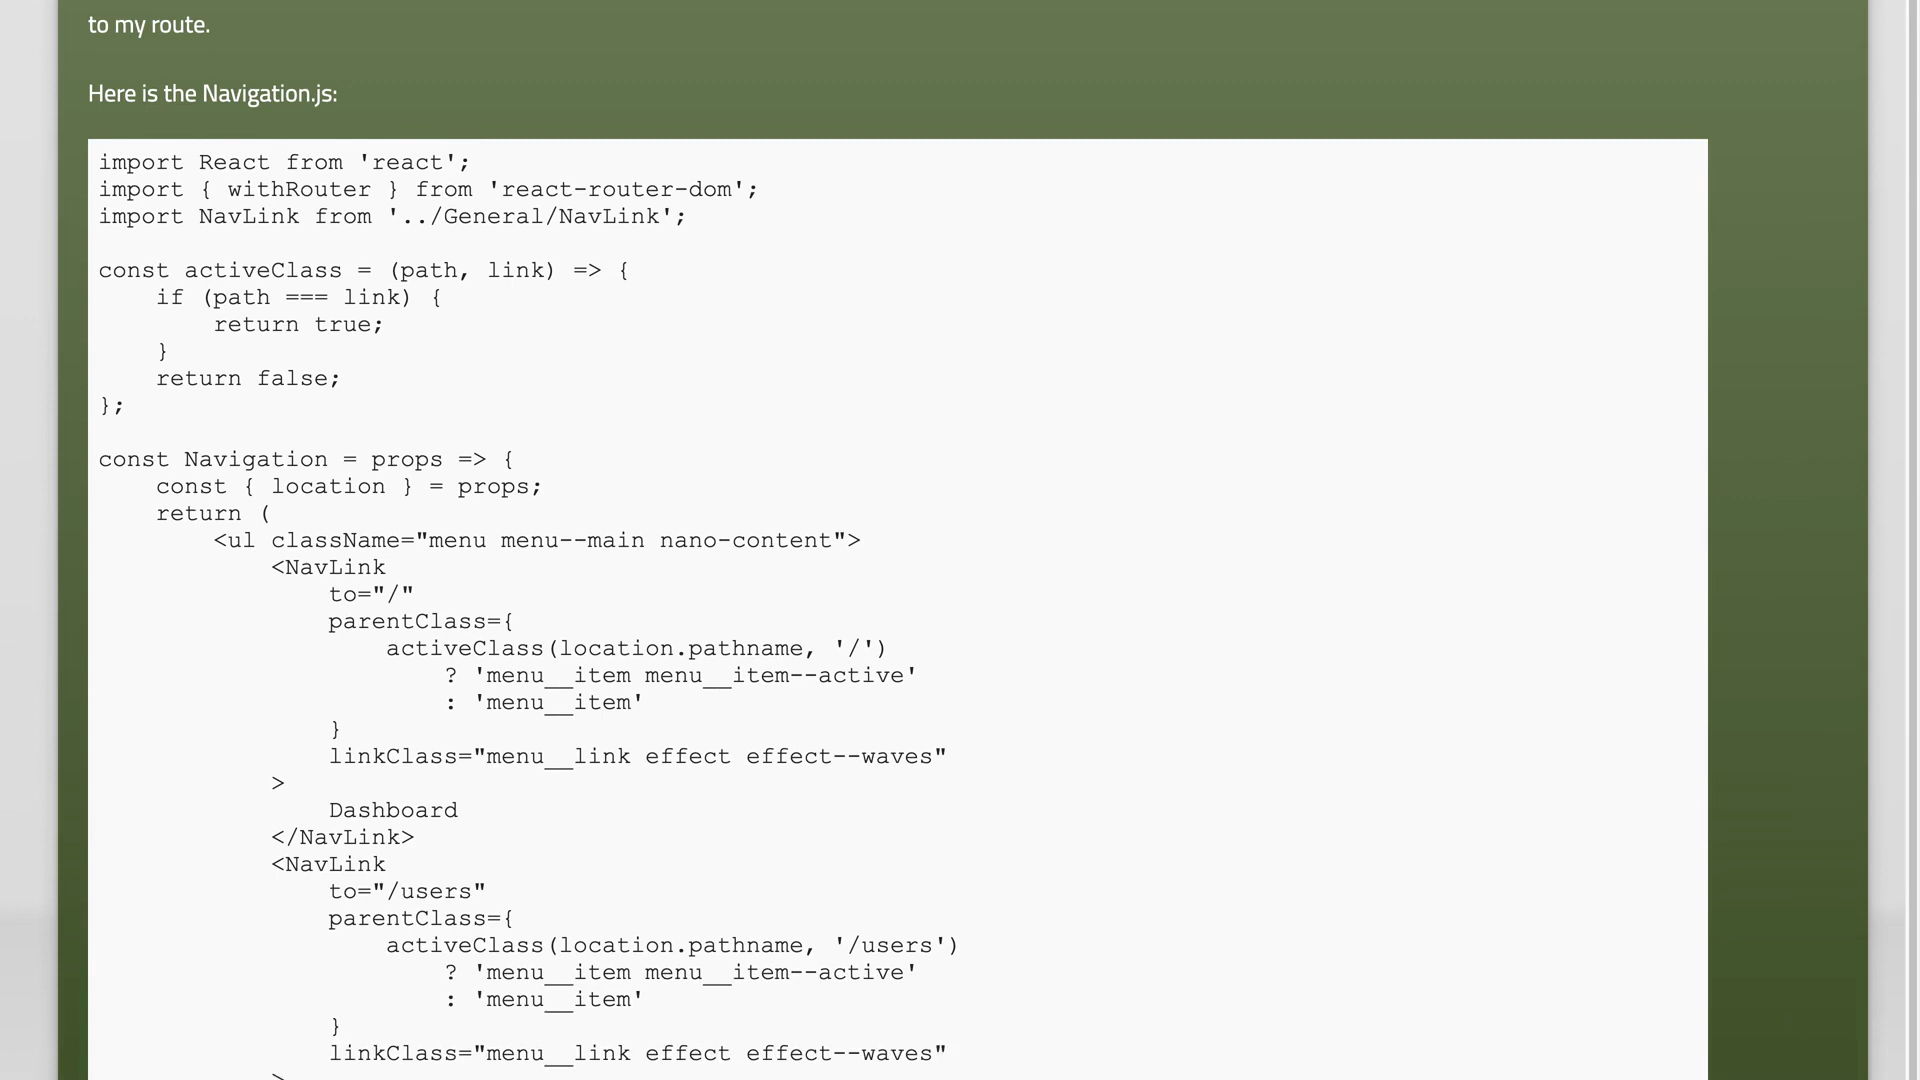 to my route.
Here is the Navigation.js:
import React from 'react';
import { withRouter } from 'react-router-dom';
import NavLink from '../General/NavLink';
const activeClass = (path, link) => {
if (path === link) {
return true;
}
return false;
};
const Navigation = props => {
const { location } = props;
return (
<ul className="menu menu--main nano-content">
<NavLink
to="/"
parentClass={
activeClass(location.pathname, '/')
? 'menu__item menu__item--active'
: 'menu__item'
}
linkClass="menu__link effect effect--waves"
>
Dashboard
</NavLink>
<NavLink
to="/users"
parentClass={
activeClass(location.pathname, '/users')
? 'menu__item menu__item--active'
: 'menu__item'
}
linkClass="menu__link effect effect--waves"
>